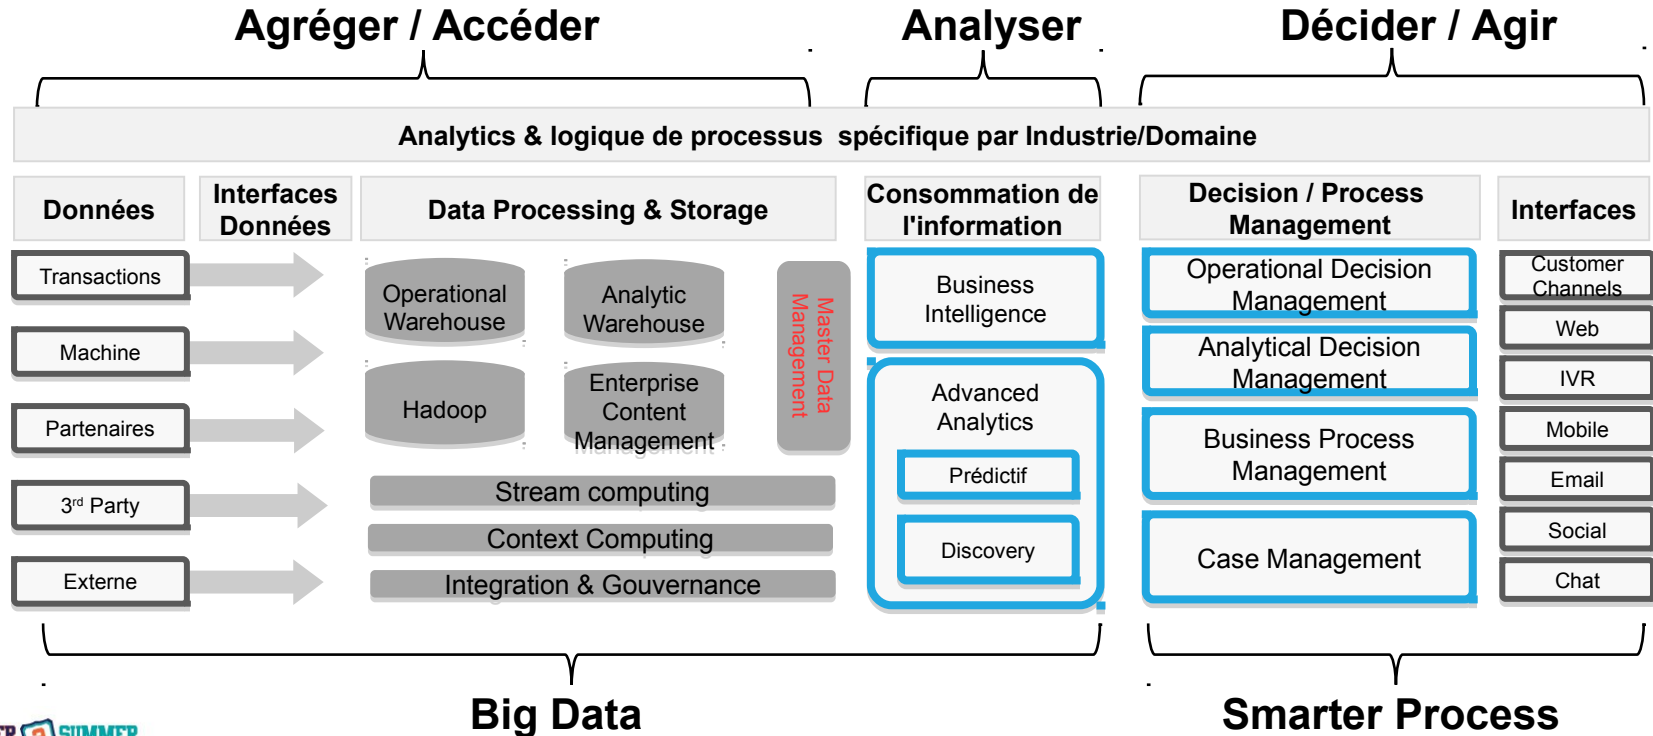 Agréger / Accéder
Analyser
Décider / Agir
Analytics & logique de processus spécifique par Industrie/Domaine
Données
Interfaces
Données
Data Processing & Storage
Consommation de
l'information
Decision / Process
Management
Interfaces
Transactions
Machine
Partenaires
3rd Party
Externe
Operational
Warehouse
Analytic
Warehouse
Hadoop
Enterprise
Content
Management
Master Data
Management
Stream computing
Context Computing
Integration & Gouvernance
Business
Intelligence
Advanced
Analytics
Prédictif
Discovery
Operational Decision
Management
Analytical Decision
Management
Business Process
Management
Case Management
Customer
Channels
Web
IVR
Mobile
Email
Social
Chat
Big Data
Smarter Process
SUMMER